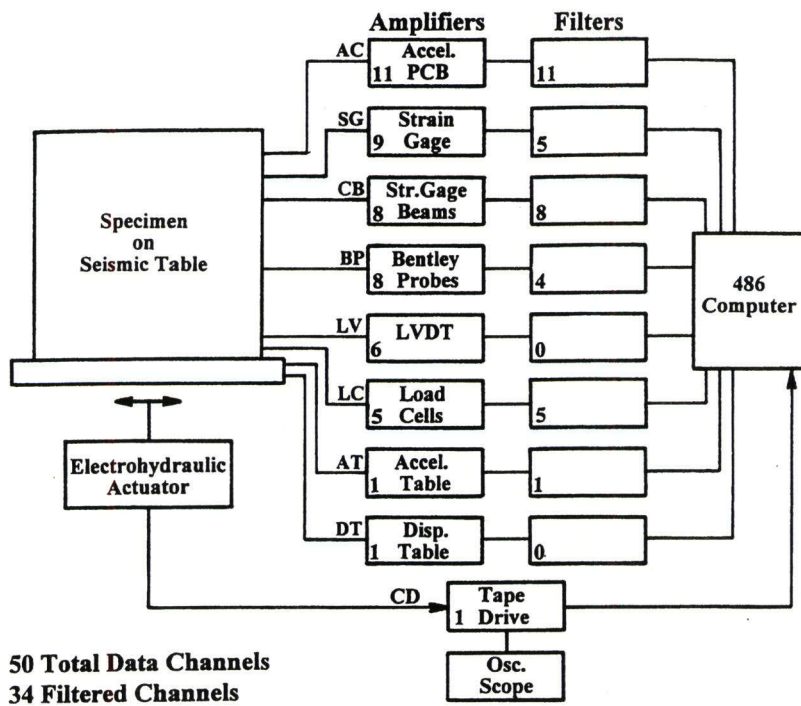 Amplifiers Filters
AC
Accel.
11 PCB
11
SG
Strain
9 Gage
5
CB
Str.Gage
8 Beams
8
BP
Bentley
8 Probes
4
LV
LVDT
6
0
LC
Load
5 Cells
5
AT
Accel.
1 Table
1
DT
Disp.
1 Table
0
Specimen
on
Seismic Table
486
Computer
Electrohydraulic
Actuator
CD
Tape
1 Drive
Osc.
Scope
50 Total Data Channels
34 Filtered Channels